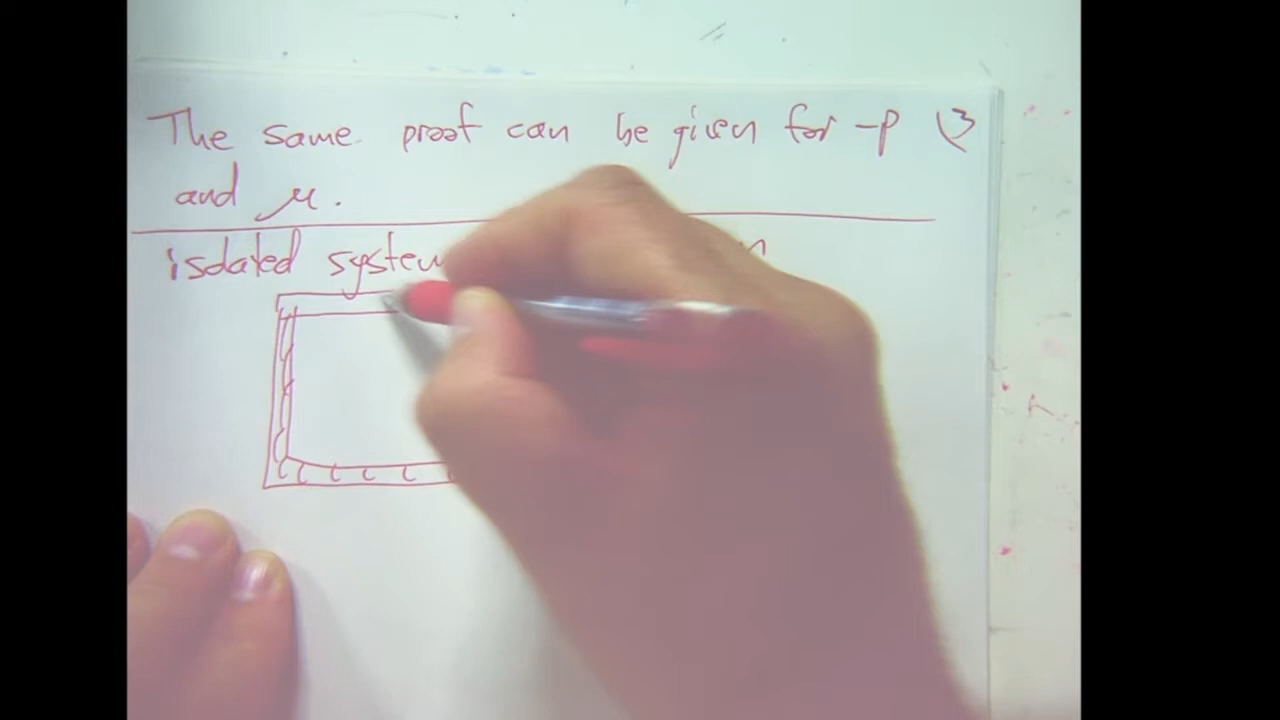 The same proof can be given for -P
and μ.
isolated system